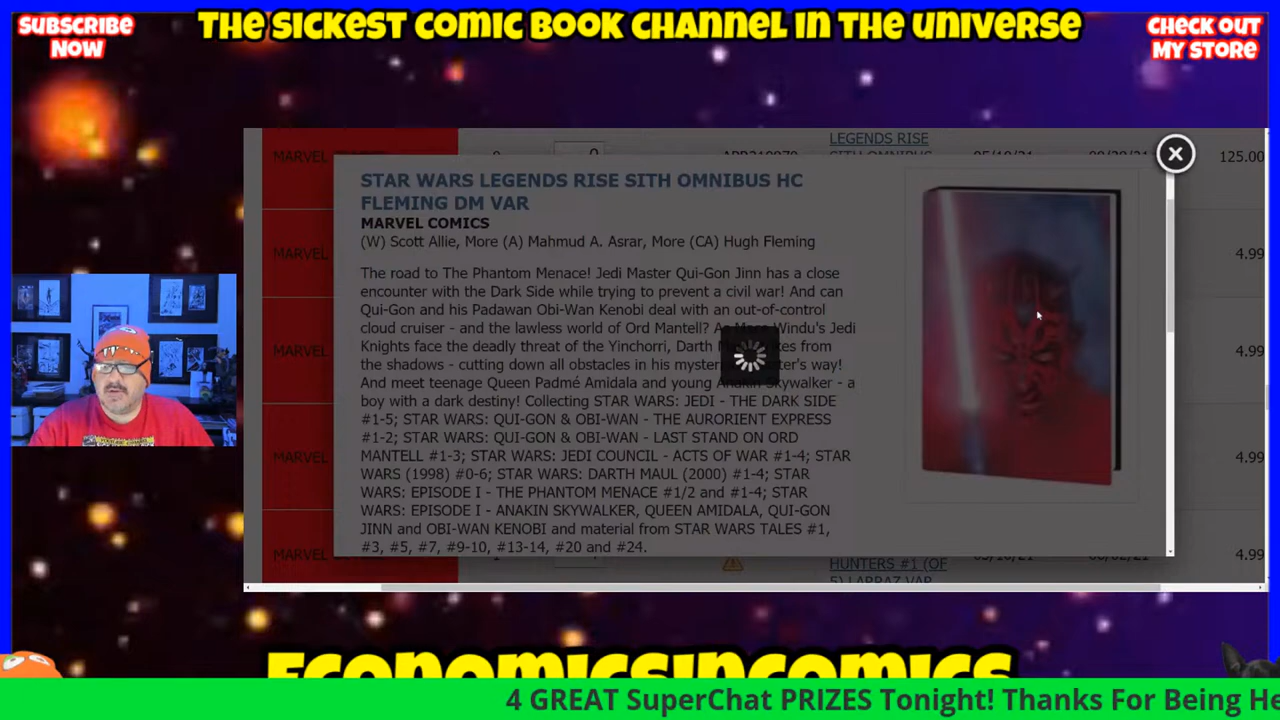 SUBSCRIBE
NOW
THE SICKEST COMIC BOOK CHANNEL IN THE UNIVERSE
CHECK OUT
MY STORE
MARVEL
LEGENDS RISE
125.00
STAR WARS LEGENDS RISE SITH OMNIBUS HC
FLEMING DM VAR
MARVEL COMICS
(W) Scott Allie, More (A) Mahmud A. Asrar, More (CA) Hugh Fleming
MARVEL
4.99
The road to The Phantom Menace! Jedi Master Qui-Gon Jinn has a close
encounter with the Dark Side while trying to prevent a civil war! And can
Qui-Gon and his Padawan Obi-Wan Kenobi deal with an out-of-control
cloud cruiser - and the lawless world of Ord Mantell? As Mace Windu's Jedi
Knights face the deadly threat of the Yinchorri, Darth
from
the shadows - cutting down all obstacles in his way!
And meet teenage Queen Padmé Amidala and young Anakin Skywalker - a
boy with a dark destiny! Collecting STAR WARS: JEDI - THE DARK SIDE
#1-5; STAR WARS: QUI-GON & OBI-WAN - THE AURORIENT EXPRESS
#1-2; STAR WARS: QUI-GON & OBI-WAN - LAST STAND ON ORD
MANTELL #1-3; STAR WARS: JEDI COUNCIL - ACTS OF WAR #1-4; STAR
WARS (1998) #0-6; STAR WARS: DARTH MAUL (2000) #1-4; STAR
WARS: EPISODE I - THE PHANTOM MENACE #1/2 and #1-4; STAR
WARS: EPISODE I - ANAKIN SKYWALKER, QUEEN AMIDALA, QUI-GON
JINN and OBI-WAN KENOBI and material from STAR WARS TALES #1,
#3, #5, #7, #9-10, #13-14, #20 and #24.
MARVEL
4.99
MARVEL
4.99
MARVEL
HUNTERS #1 (OF
4.99
ECONOMICSINCOMICS
4 GREAT SuperChat PRIZES Tonight! Thanks For Being He